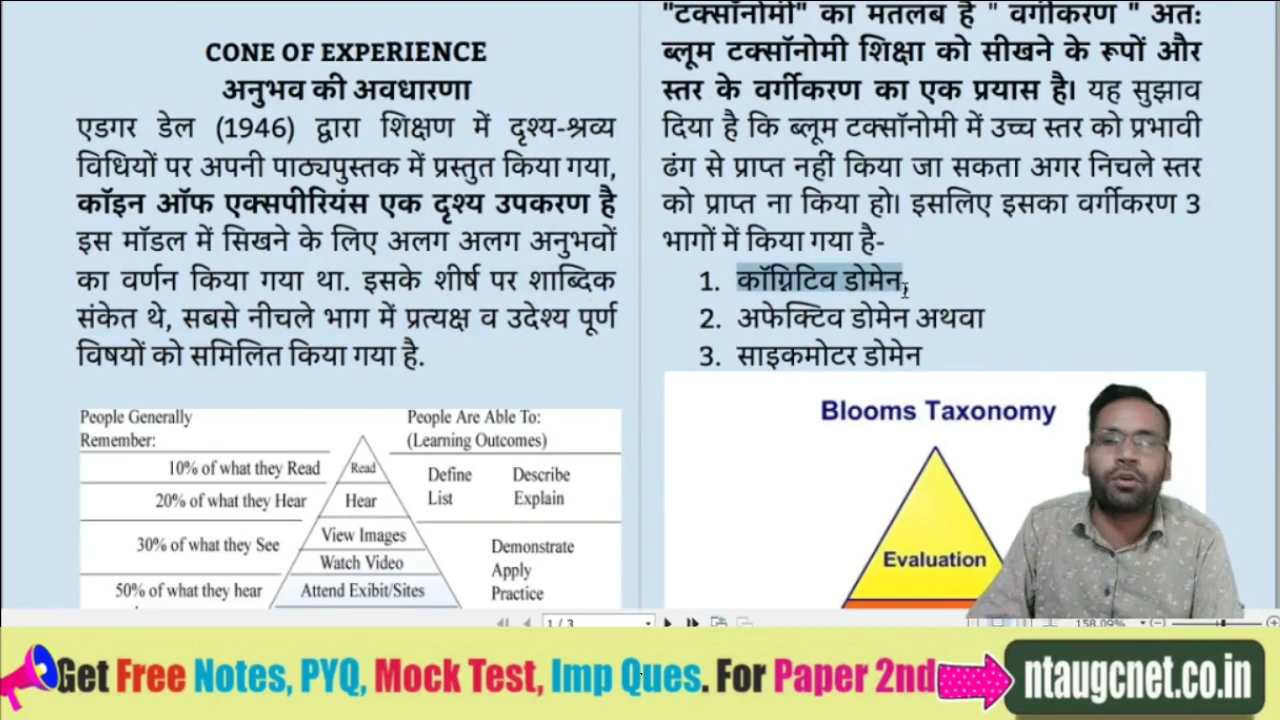 CONE OF EXPERIENCE
अनुभव की अवधारणा
एडगर डेल (1946) द्वारा शिक्षण में दृश्य-श्रव्य
विधियों पर अपनी पाठ्यपुस्तक में प्रस्तुत किया गया,
कॉइन ऑफ एक्सपीरियंस एक दृश्य उपकरण है
इस मॉडल में सिखने के लिए अलग अलग अनुभवों
का वर्णन किया गया था. इसके शीर्ष पर शाब्दिक
संकेत थे, सबसे नीचले भाग में प्रत्यक्ष व उदेश्य पूर्ण
विषयों को समिलित किया गया है.
People Generally
Remember:
People Are Able To:
(Learning Outcomes)
10% of what they Read
Read
Define
Describe
20% of what they Hear
Hear
List
Explain
30% of what they See
View Images
Demonstrate
Watch Video
Apply
50% of what they hear
Attend Exibit/Sites
Practice
"टक्सॉनोमी" का मतलब है " वर्गीकरण " अत:
ब्लूम टक्सॉनोमी शिक्षा को सीखने के रूपों और
स्तर के वर्गीकरण का एक प्रयास है। यह सुझाव
दिया है कि ब्लूम टक्सॉनोमी में उच्च स्तर को प्रभावी
ढंग से प्राप्त नहीं किया जा सकता अगर निचले स्तर
को प्राप्त ना किया हो। इसलिए इसका वर्गीकरण 3
भागों में किया गया है-
1. कॉग्निटिव डोमेन,
2. अफेक्टिव डोमेन अथवा
3. साइकमोटर डोमेन
Blooms Taxonomy
Evaluation
1 / 3
158.09%
Get Free Notes, PYQ, Mock Test, Imp Ques. For Paper 2nd
ntaugcnet.co.in